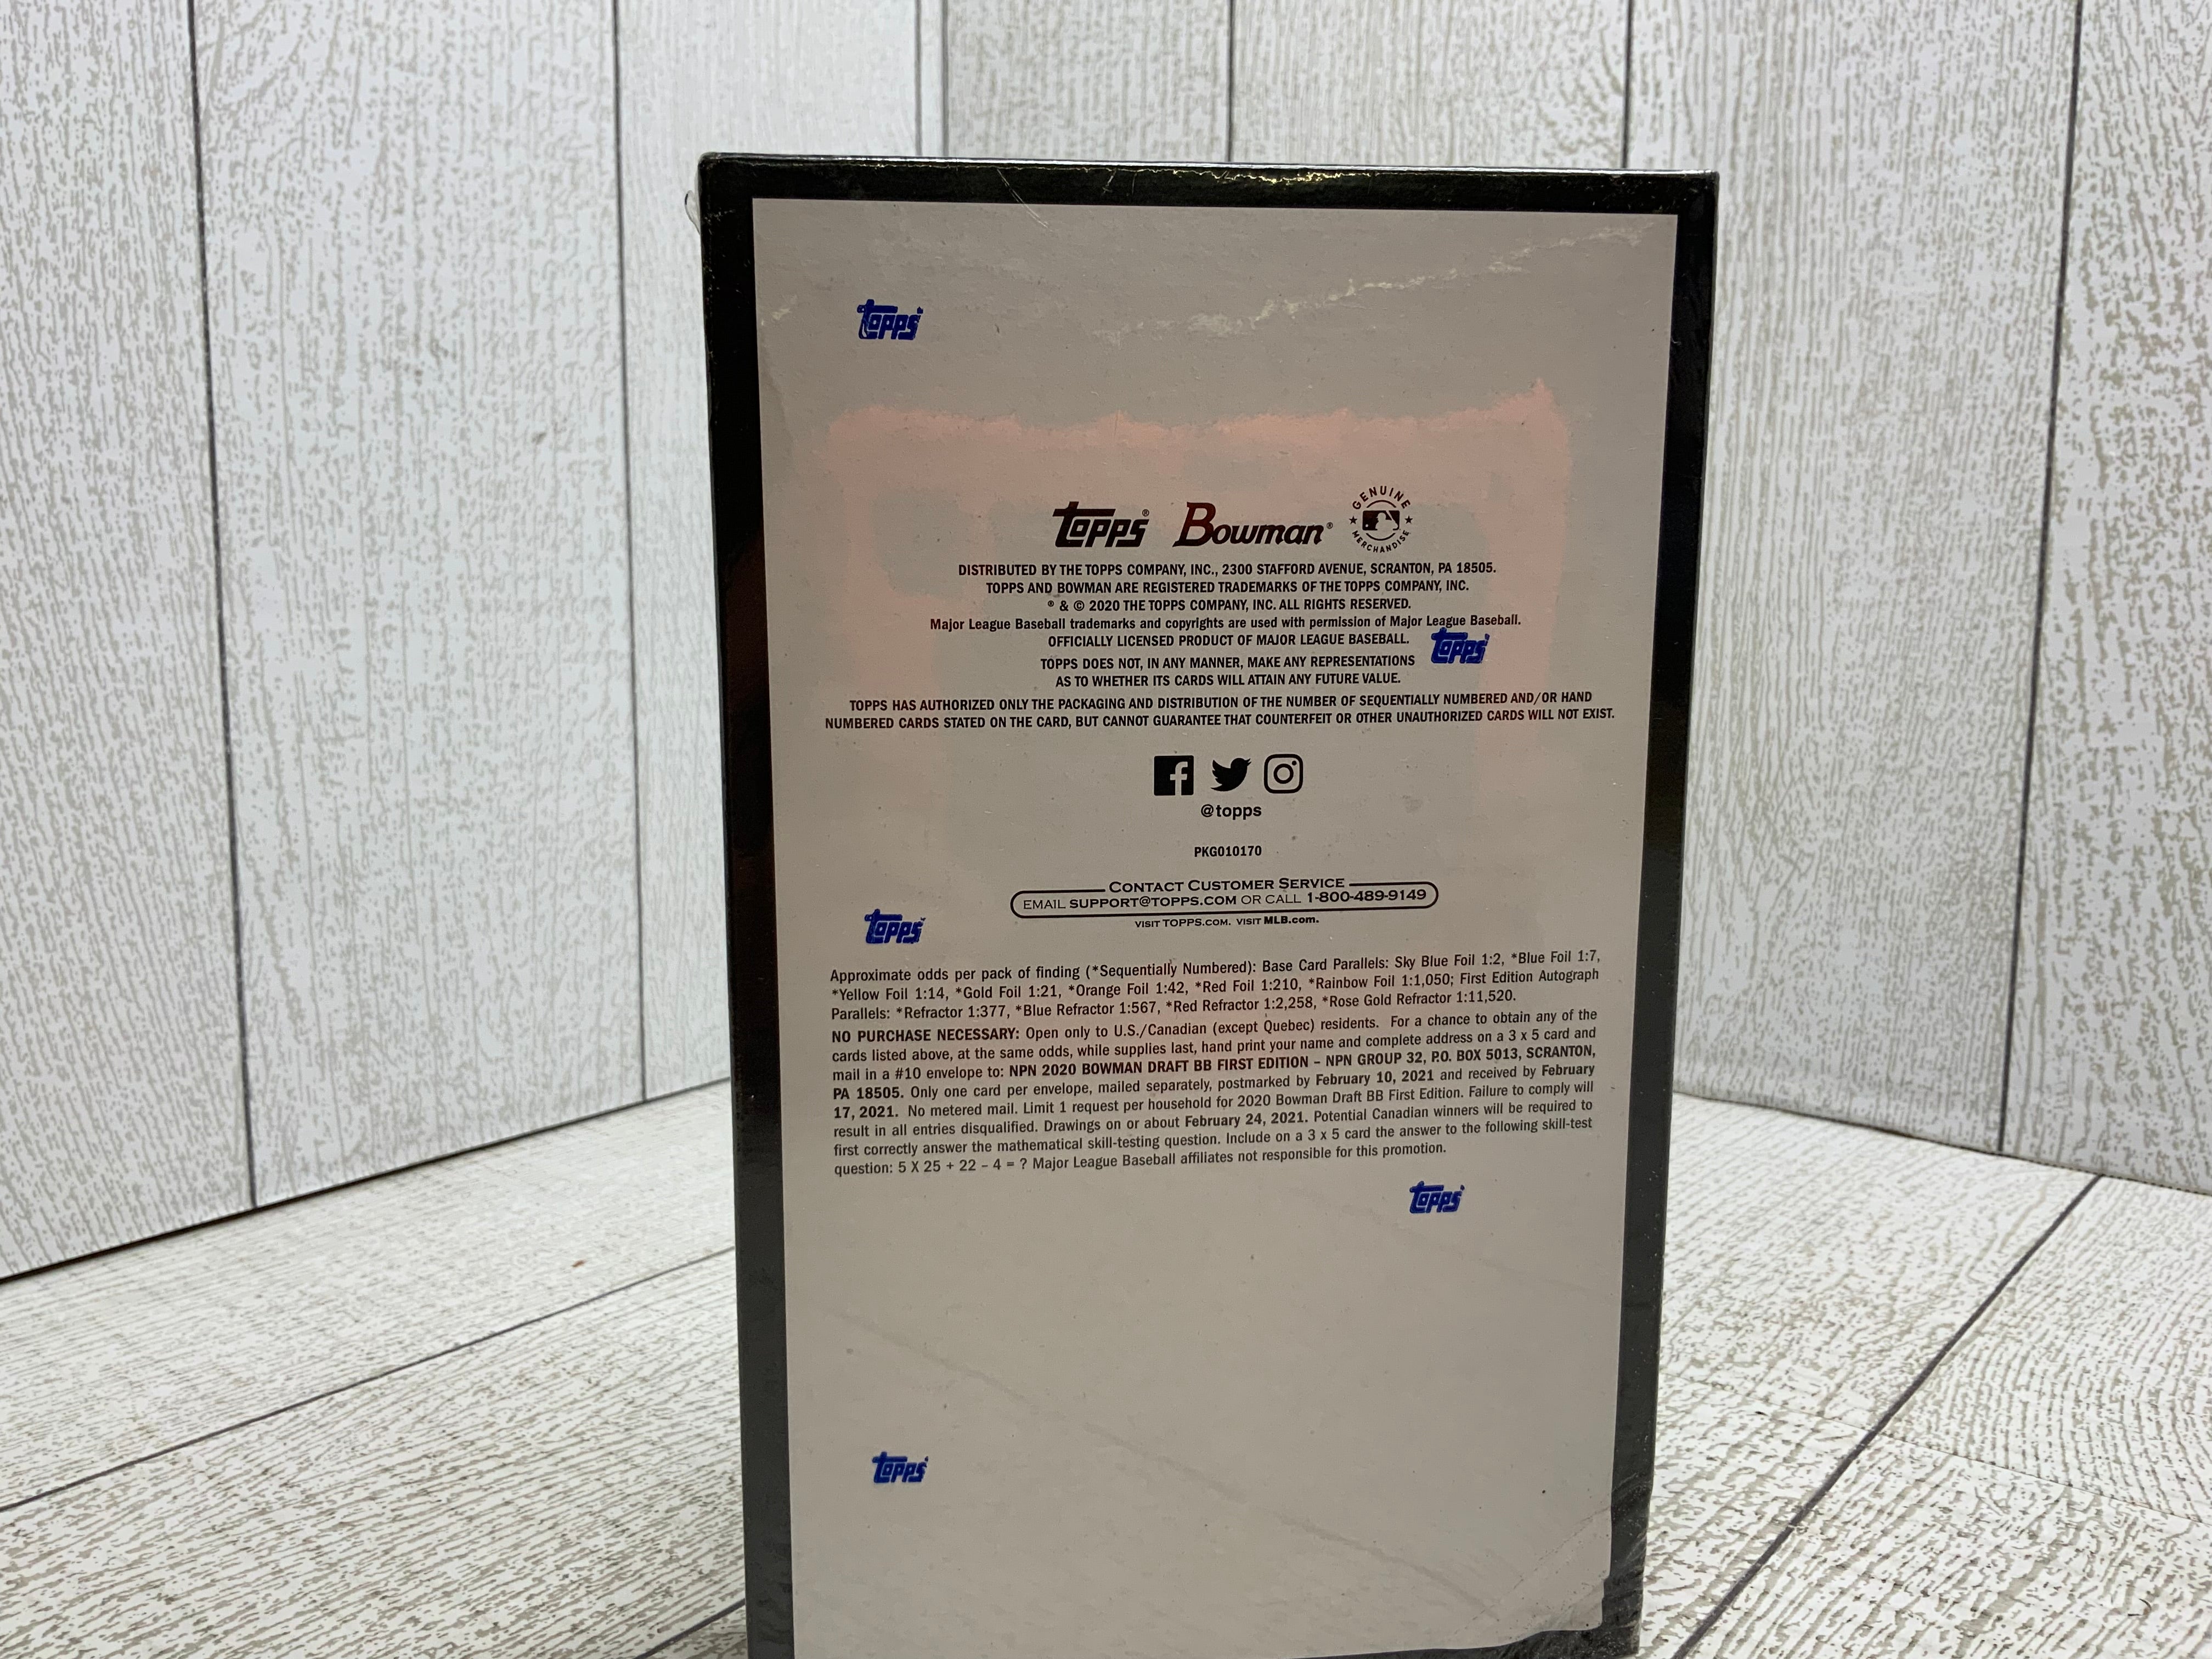 topps
topps® Bowman® GENUINE MERCHANDISE
DISTRIBUTED BY THE TOPPS COMPANY, INC., 2300 STAFFORD AVENUE, SCRANTON, PA 18505.
TOPPS AND BOWMAN ARE REGISTERED TRADEMARKS OF THE TOPPS COMPANY, INC.
® & © 2020 THE TOPPS COMPANY, INC. ALL RIGHTS RESERVED.
Major League Baseball trademarks and copyrights are used with permission of Major League Baseball.
OFFICIALLY LICENSED PRODUCT OF MAJOR LEAGUE BASEBALL.
topps
TOPPS DOES NOT, IN ANY MANNER, MAKE ANY REPRESENTATIONS
AS TO WHETHER ITS CARDS WILL ATTAIN ANY FUTURE VALUE.
TOPPS HAS AUTHORIZED ONLY THE PACKAGING AND DISTRIBUTION OF THE NUMBER OF SEQUENTIALLY NUMBERED AND/OR HAND
NUMBERED CARDS STATED ON THE CARD, BUT CANNOT GUARANTEE THAT COUNTERFEIT OR OTHER UNAUTHORIZED CARDS WILL NOT EXIST.
@topps
PKG010170
CONTACT CUSTOMER SERVICE
EMAIL SUPPORT@TOPPS.COM OR CALL 1-800-489-9149
VISIT TOPPS.COM. VISIT MLB.com.
topps
Approximate odds per pack of finding (*Sequentially Numbered): Base Card Parallels: Sky Blue Foil 1:2, *Blue Foil 1:7,
*Yellow Foil 1:14, *Gold Foil 1:21, *Orange Foil 1:42, *Red Foil 1:210, *Rainbow Foil 1:1,050; First Edition Autograph
Parallels: *Refractor 1:377, *Blue Refractor 1:567, *Red Refractor 1:2,258, *Rose Gold Refractor 1:11,520.
NO PURCHASE NECESSARY: Open only to U.S./Canadian (except Quebec) residents. For a chance to obtain any of the
cards listed above, at the same odds, while supplies last, hand print your name and complete address on a 3 x 5 card and
mail in a #10 envelope to: NPN 2020 BOWMAN DRAFT BB FIRST EDITION – NPN GROUP 32, P.O. BOX 5013, SCRANTON,
PA 18505. Only one card per envelope, mailed separately, postmarked by February 10, 2021 and received by February
17, 2021. No metered mail. Limit 1 request per household for 2020 Bowman Draft BB First Edition. Failure to comply will
result in all entries disqualified. Drawings on or about February 24, 2021. Potential Canadian winners will be required to
first correctly answer the mathematical skill-testing question. Include on a 3 x 5 card the answer to the following skill-test
question: 5 X 25 + 22 – 4 = ? Major League Baseball affiliates not responsible for this promotion.
topps
topps